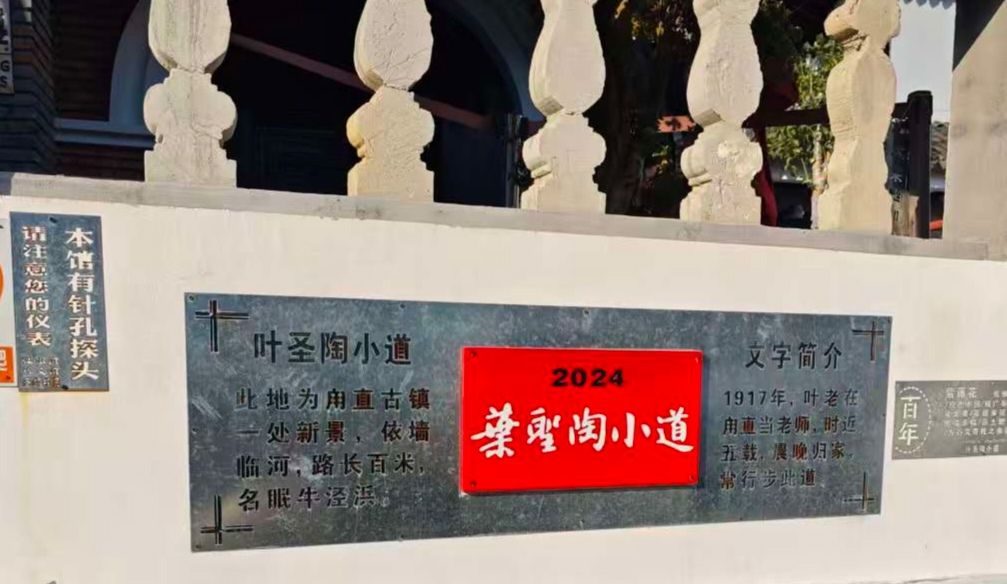 本馆有针孔探头
请注意您的仪表
叶圣陶小道
此地为甪直古镇
一处新景，依墙
临河，路长百米，
名眠牛泾浜。
2024
葉聖陶小道
文字简介
1917年，叶老在
甪直当老师，时近
五载，晨晚归家，
常行步此道
百年